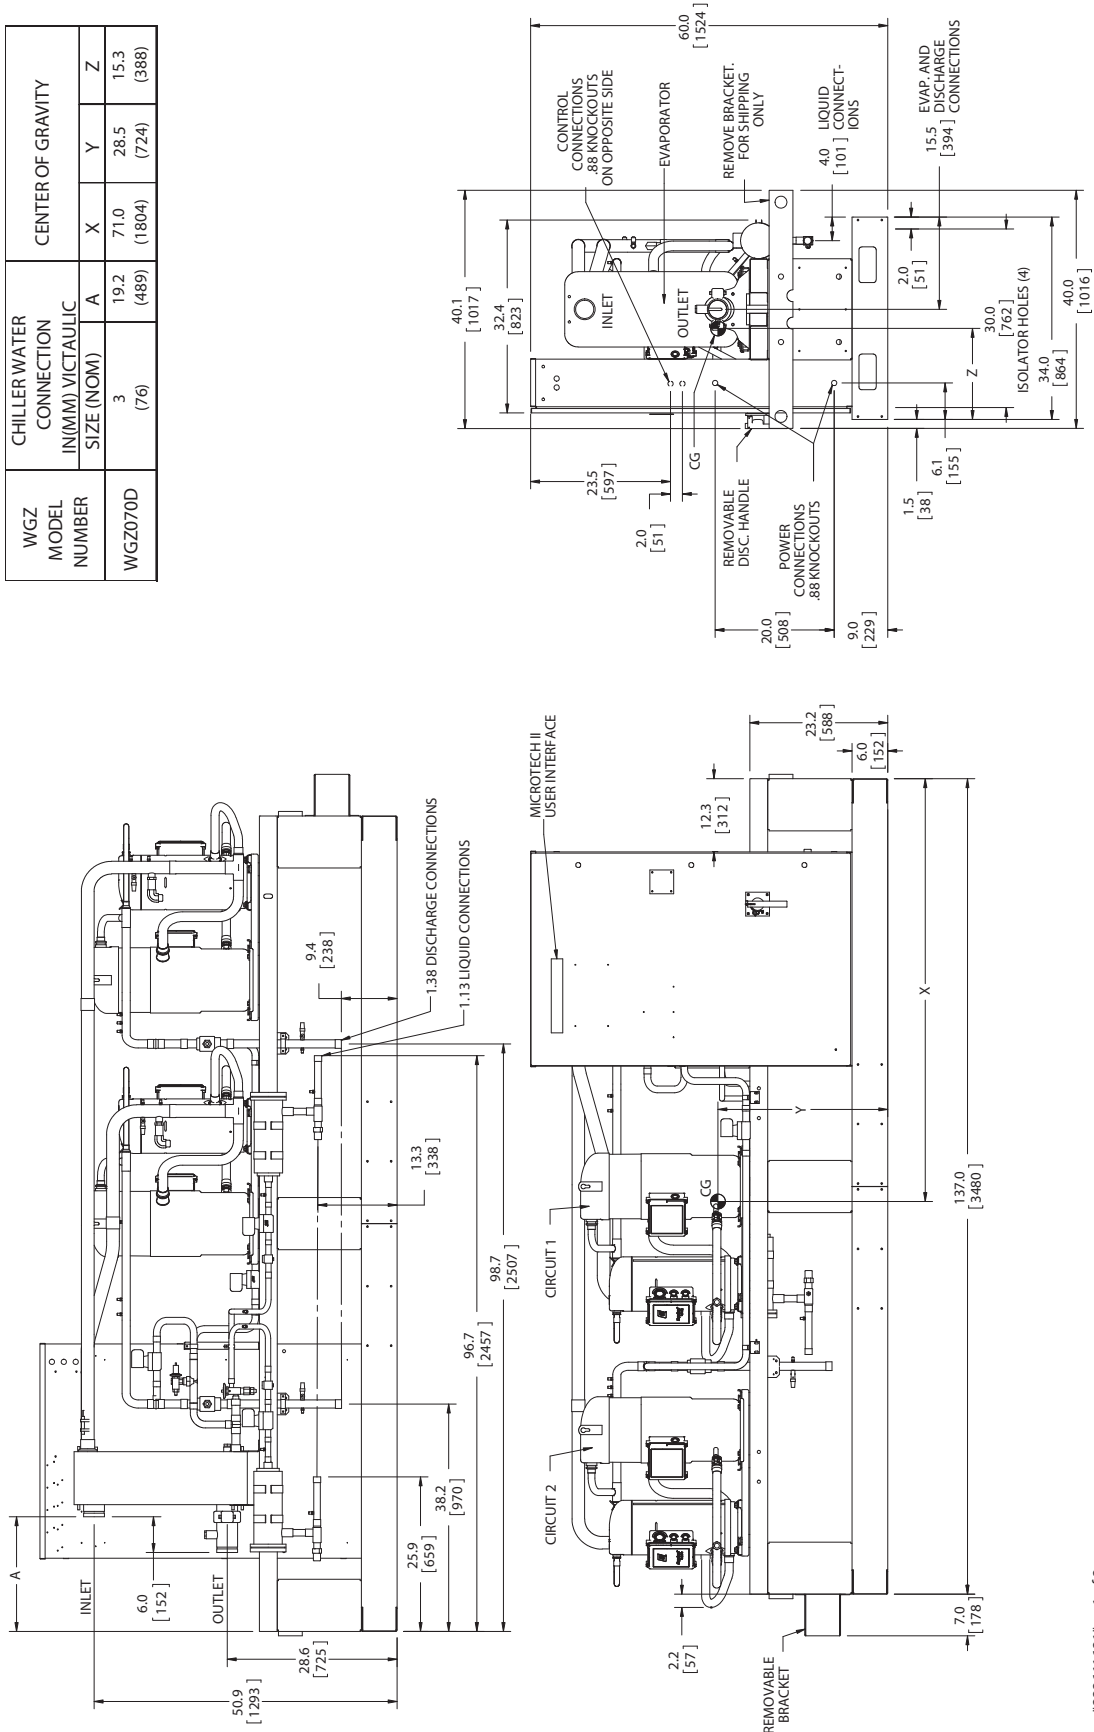 WGZ
MODEL
NUMBER
CHILLER WATER
CONNECTION
IN(MM) VICTAULIC
CENTER OF GRAVITY
SIZE (NOM)
A
X
Y
Z
WGZ070D
3
(76)
19.2
(489)
71.0
(1804)
28.5
(724)
15.3
(388)
A
INLET
6.0
[152]
OUTLET
50.9
[1293]
28.6
[725]
25.9
[659]
38.2
[970]
96.7
[2457]
98.7
[2507]
13.3
[338]
9.4
[238]
1.38 DISCHARGE CONNECTIONS
1.13 LIQUID CONNECTIONS
MICROTECH II
USER INTERFACE
CIRCUIT 2
CIRCUIT 1
CG
Y
X
12.3
[312]
23.2
[588]
6.0
[152]
137.0
[3480]
2.2
[57]
7.0
[178]
REMOVABLE
BRACKET
60.0
[1524]
CONTROL
CONNECTIONS
.88 KNOCKOUTS
ON OPPOSITE SIDE
EVAPORATOR
REMOVE BRACKET.
FOR SHIPPING
ONLY
4.0
[101]
LIQUID
CONNECT-
IONS
15.5
[394]
EVAP. AND
DISCHARGE
CONNECTIONS
40.1
[1017]
32.4
[823]
INLET
OUTLET
23.5
[597]
2.0
[51]
CG
REMOVABLE
DISC. HANDLE
POWER
CONNECTIONS
.88 KNOCKOUTS
20.0
[508]
9.0
[229]
1.5
[38]
6.1
[155]
Z
2.0
[51]
30.0
[762]
ISOLATOR HOLES (4)
34.0
[864]
40.0
[1016]